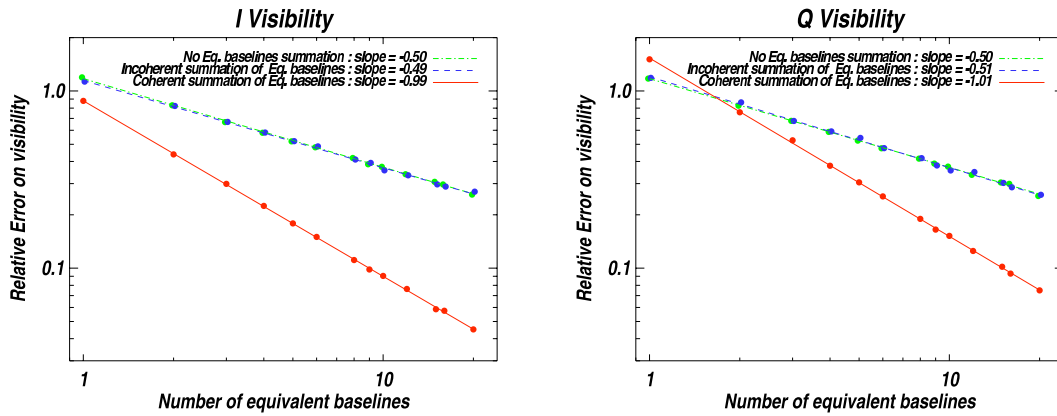 I Visibility
No Eq. baselines summation : slope = -0.50
Incoherent summation of Eq. baselines : slope = -0.49
Coherent summation of Eq. baselines : slope = -0.99
1.0
0.1
Relative Error on visibility
1
10
Number of equivalent baselines
Q Visibility
No Eq. baselines summation : slope = -0.50
Incoherent summation of Eq. baselines : slope = -0.51
Coherent summation of Eq. baselines : slope = -1.01
1.0
0.1
Relative Error on visibility
1
10
Number of equivalent baselines